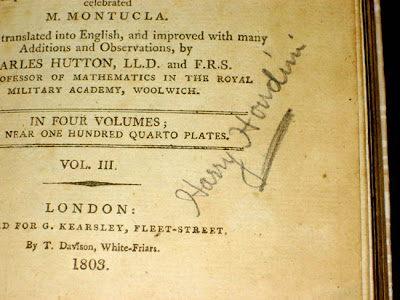 celebrated
M. MONTUCLA.
translated into English, and improved with many
Additions and Observations, by
ARLES HUTTON, LL.D. and F.R.S.
ROFESSOR OF MATHEMATICS IN THE ROYAL
MILITARY ACADEMY, WOOLWICH.
IN FOUR VOLUMES;
NEAR ONE HUNDRED QUARTO PLATES.
VOL. III.
Harry Houdini
LONDON:
D FOR G. KEARSLEY, FLEET-STREET.
By T. Davison, White-Friars.
1803.